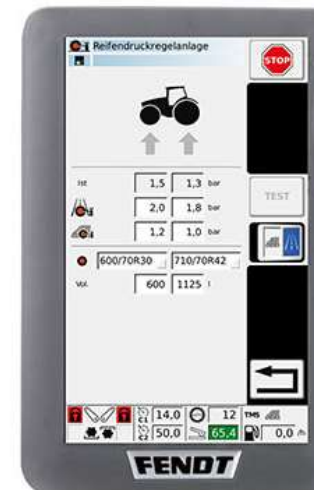 Reifendruckregelanlage
STOP
Ist 1,5 1,3 bar
TEST
2,0 1,8 bar
1,2 1,0 bar
600/70R30 710/70R42
Vol. 600 1125 l
14,0 12 TMS
50,0 65,4 0,0
FENDT